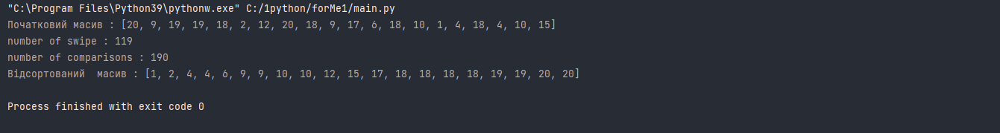 "C:\Program Files\Python39\pythonw.exe" C:/1python/forMe1/main.py
Початковий масив : [20, 9, 19, 19, 18, 2, 12, 20, 18, 9, 17, 6, 18, 10, 1, 4, 18, 4, 10, 15]
number of swipe : 119
number of comparisons : 190
Відсортований  масив : [1, 2, 4, 4, 6, 9, 9, 10, 10, 12, 15, 17, 18, 18, 18, 18, 19, 19, 20, 20]
Process finished with exit code 0